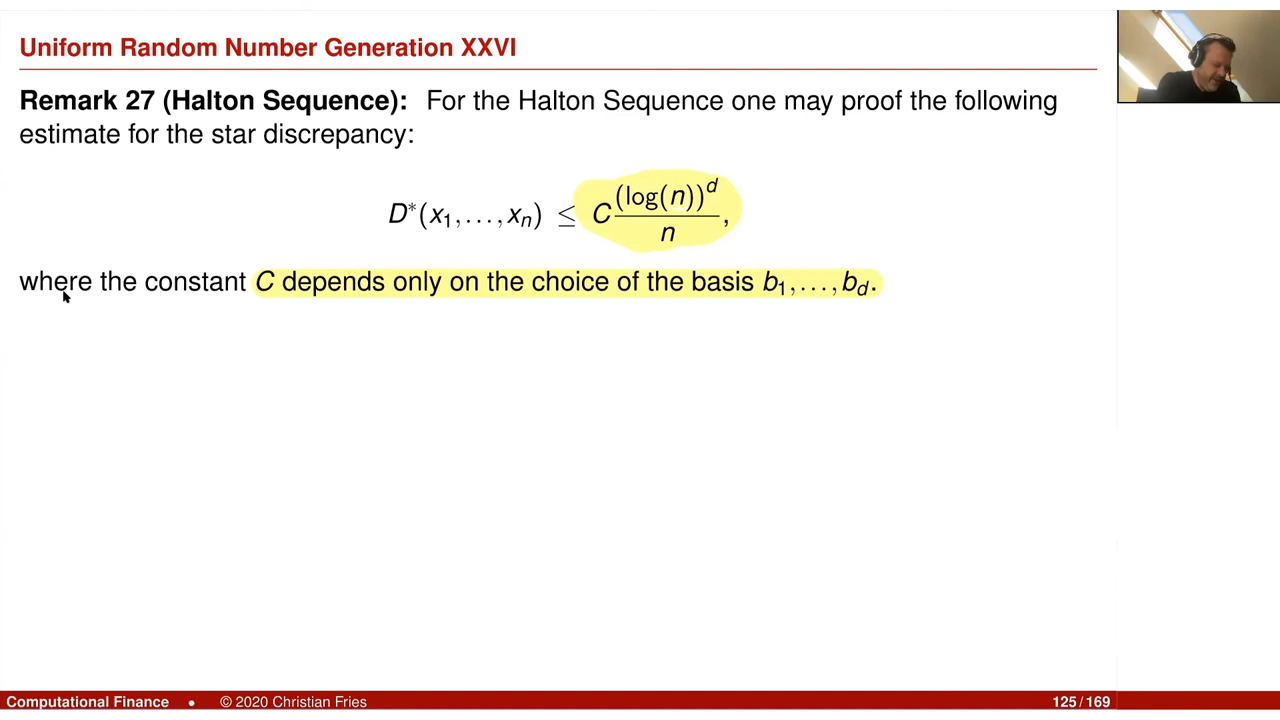 Uniform Random Number Generation XXVI
Remark 27 (Halton Sequence): For the Halton Sequence one may proof the following
estimate for the star discrepancy:
D*(x₁,...,xₙ) ≤ C (log(n))^d / n,
where the constant C depends only on the choice of the basis b₁,...,b_d.
Computational Finance • © 2020 Christian Fries 125 / 169